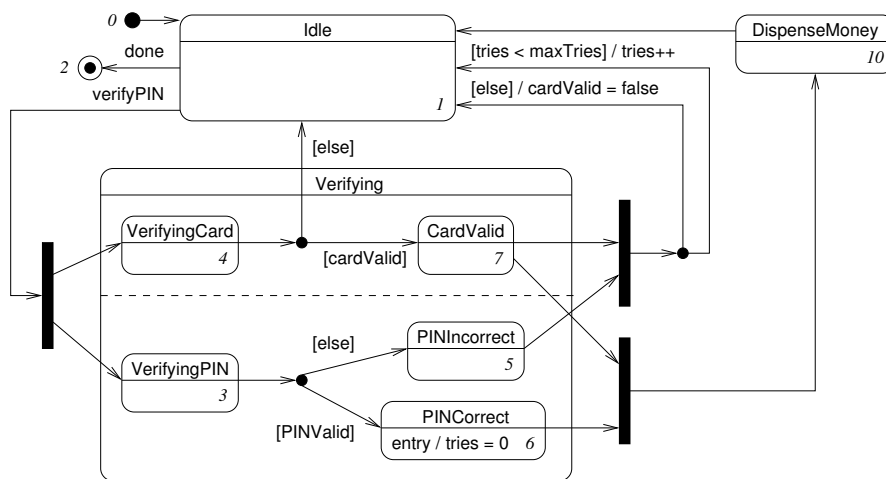 0
Idle
DispenseMoney
10
done
[tries < maxTries] / tries++
2
verifyPIN
[else] / cardValid = false
1
[else]
Verifying
VerifyingCard
4
CardValid
7
[cardValid]
[else]
PINIncorrect
5
VerifyingPIN
3
PINCorrect
[PINValid]
entry / tries = 0
6